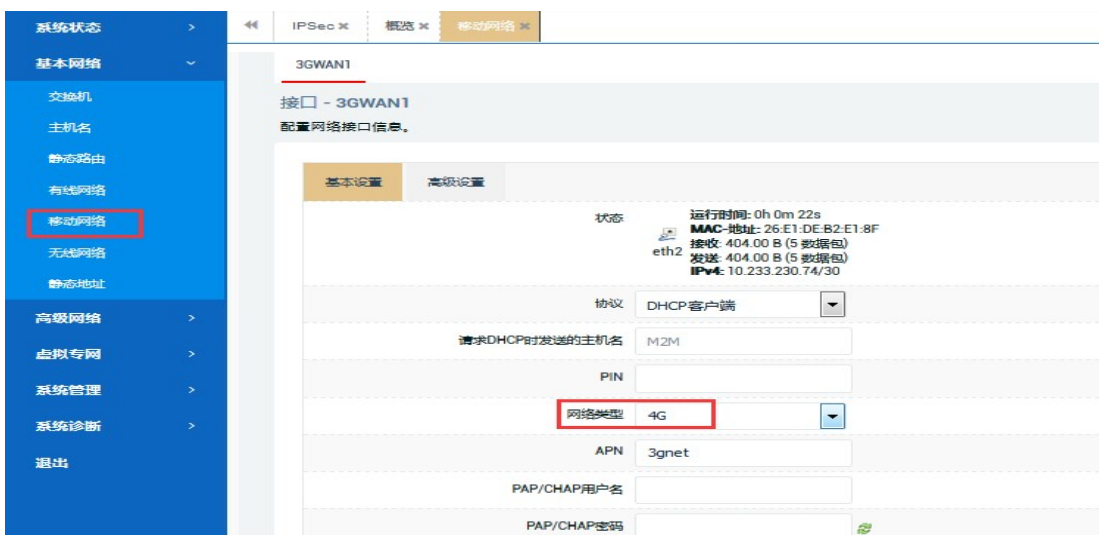 系统状态
基本网络
交换机
主机名
静态路由
有线网络
移动网络
无线网络
静态地址
高级网络
虚拟专网
系统管理
系统诊断
退出
IPSec 概览 移动网络
3GWAN1
接口 - 3GWAN1
配置网络接口信息。
基本设置 高级设置
状态
eth2
运行时间: 0h 0m 22s
MAC-地址: 26:E1:DE:B2:E1:8F
接收: 404.00 B (5 数据包)
发送: 404.00 B (5 数据包)
IPv4: 10.233.230.74/30
协议 DHCP客户端
请求DHCP时发送的主机名 M2M
PIN
网络类型 4G
APN 3gnet
PAP/CHAP用户名
PAP/CHAP密码